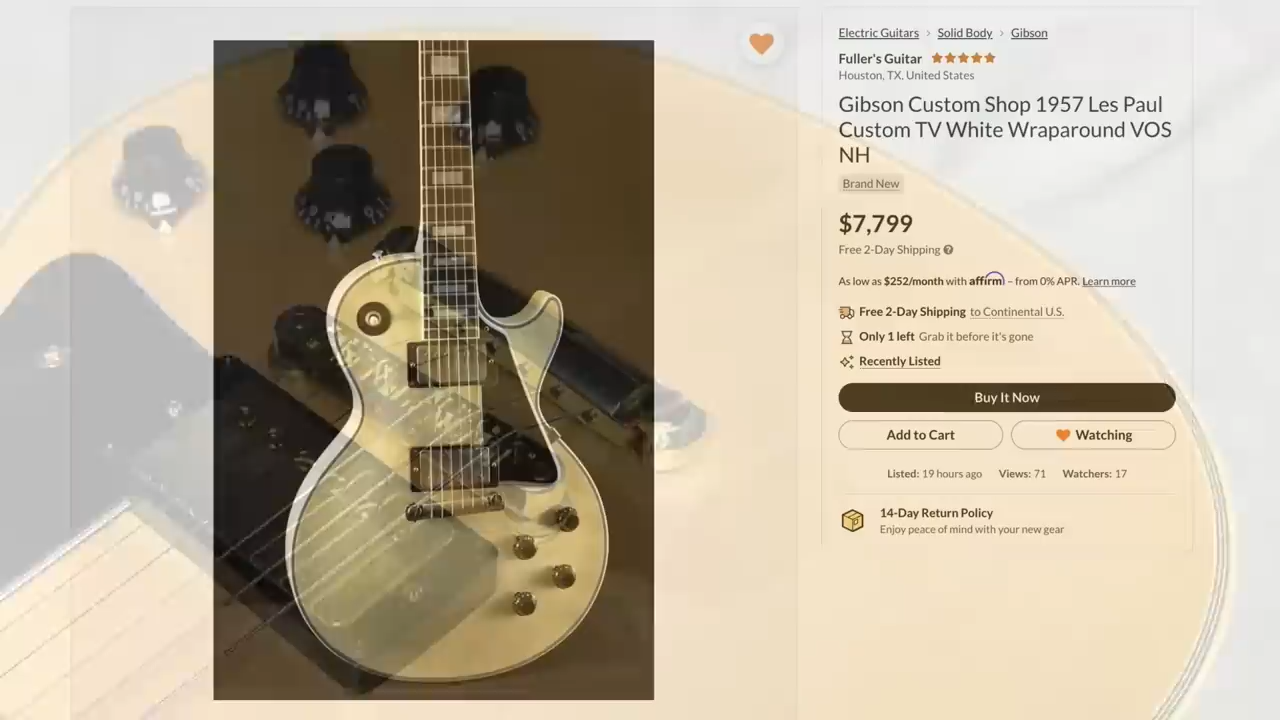 Electric Guitars › Solid Body › Gibson
Fuller's Guitar
Houston, TX, United States
Gibson Custom Shop 1957 Les Paul
Custom TV White Wraparound VOS
NH
Brand New
$7,799
Free 2-Day Shipping
As low as $252/month with affirm – from 0% APR. Learn more
Free 2-Day Shipping to Continental U.S.
Only 1 left Grab it before it's gone
Recently Listed
Buy It Now
Add to Cart
Watching
Listed: 19 hours ago Views: 71 Watchers: 17
14-Day Return Policy
Enjoy peace of mind with your new gear